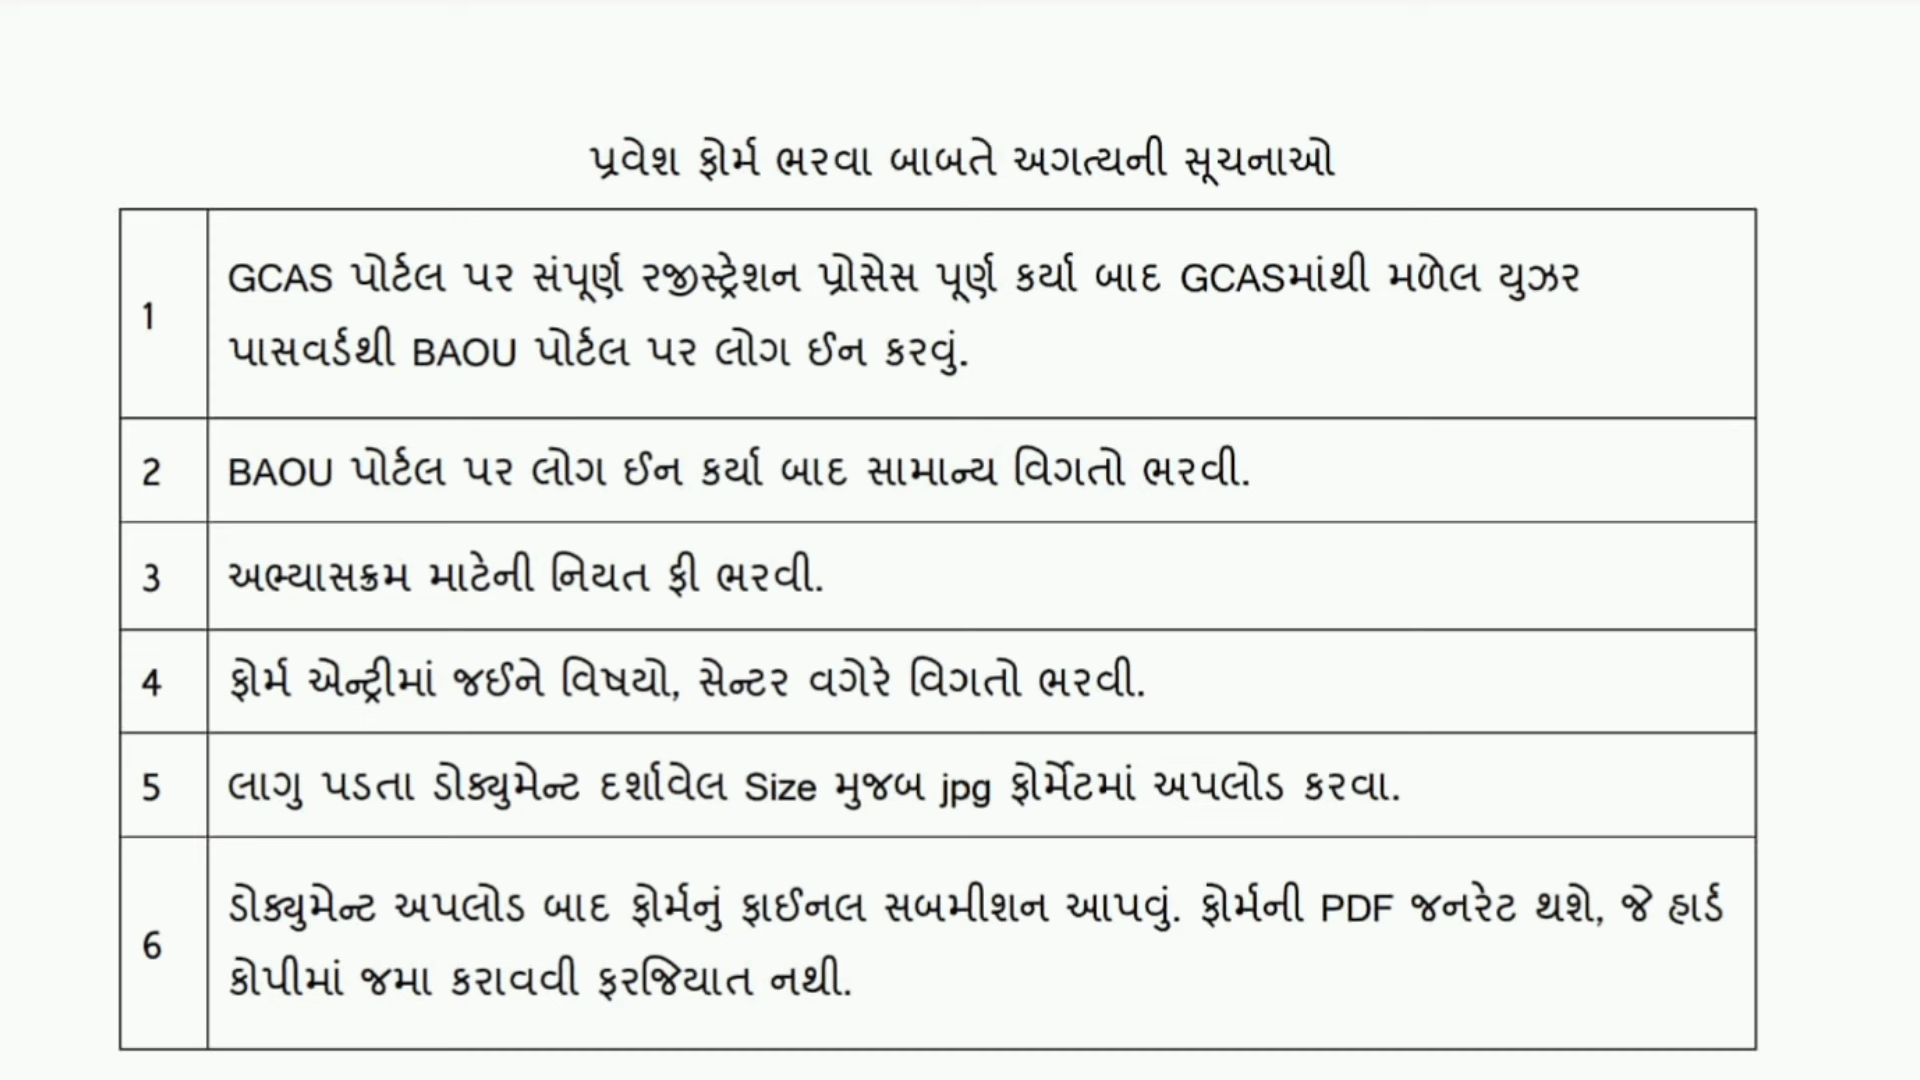 પ્રવેશ ફોર્મ ભરવા બાબતે અગત્યની સૂચનાઓ
1
GCAS પોર્ટલ પર સંપૂર્ણ રજીસ્ટ્રેશન પ્રોસેસ પૂર્ણ કર્યા બાદ GCASમાંથી મળેલ યુઝર
પાસવર્ડથી BAOU પોર્ટલ પર લોગ ઈન કરવું.
2 BAOU પોર્ટલ પર લોગ ઈન કર્યા બાદ સામાન્ય વિગતો ભરવી.
3 અભ્યાસક્રમ માટેની નિયત ફી ભરવી.
4 ફોર્મ એન્ટ્રીમાં જઈને વિષયો, સેન્ટર વગેરે વિગતો ભરવી.
5 લાગુ પડતા ડોક્યુમેન્ટ દર્શાવેલ Size મુજબ jpg ફોર્મેટમાં અપલોડ કરવા.
6
ડોક્યુમેન્ટ અપલોડ બાદ ફોર્મનું ફાઈનલ સબમીશન આપવું. ફોર્મની PDF જનરેટ થશે, જે હાર્ડ
કોપીમાં જમા કરાવવી ફરજિયાત નથી.